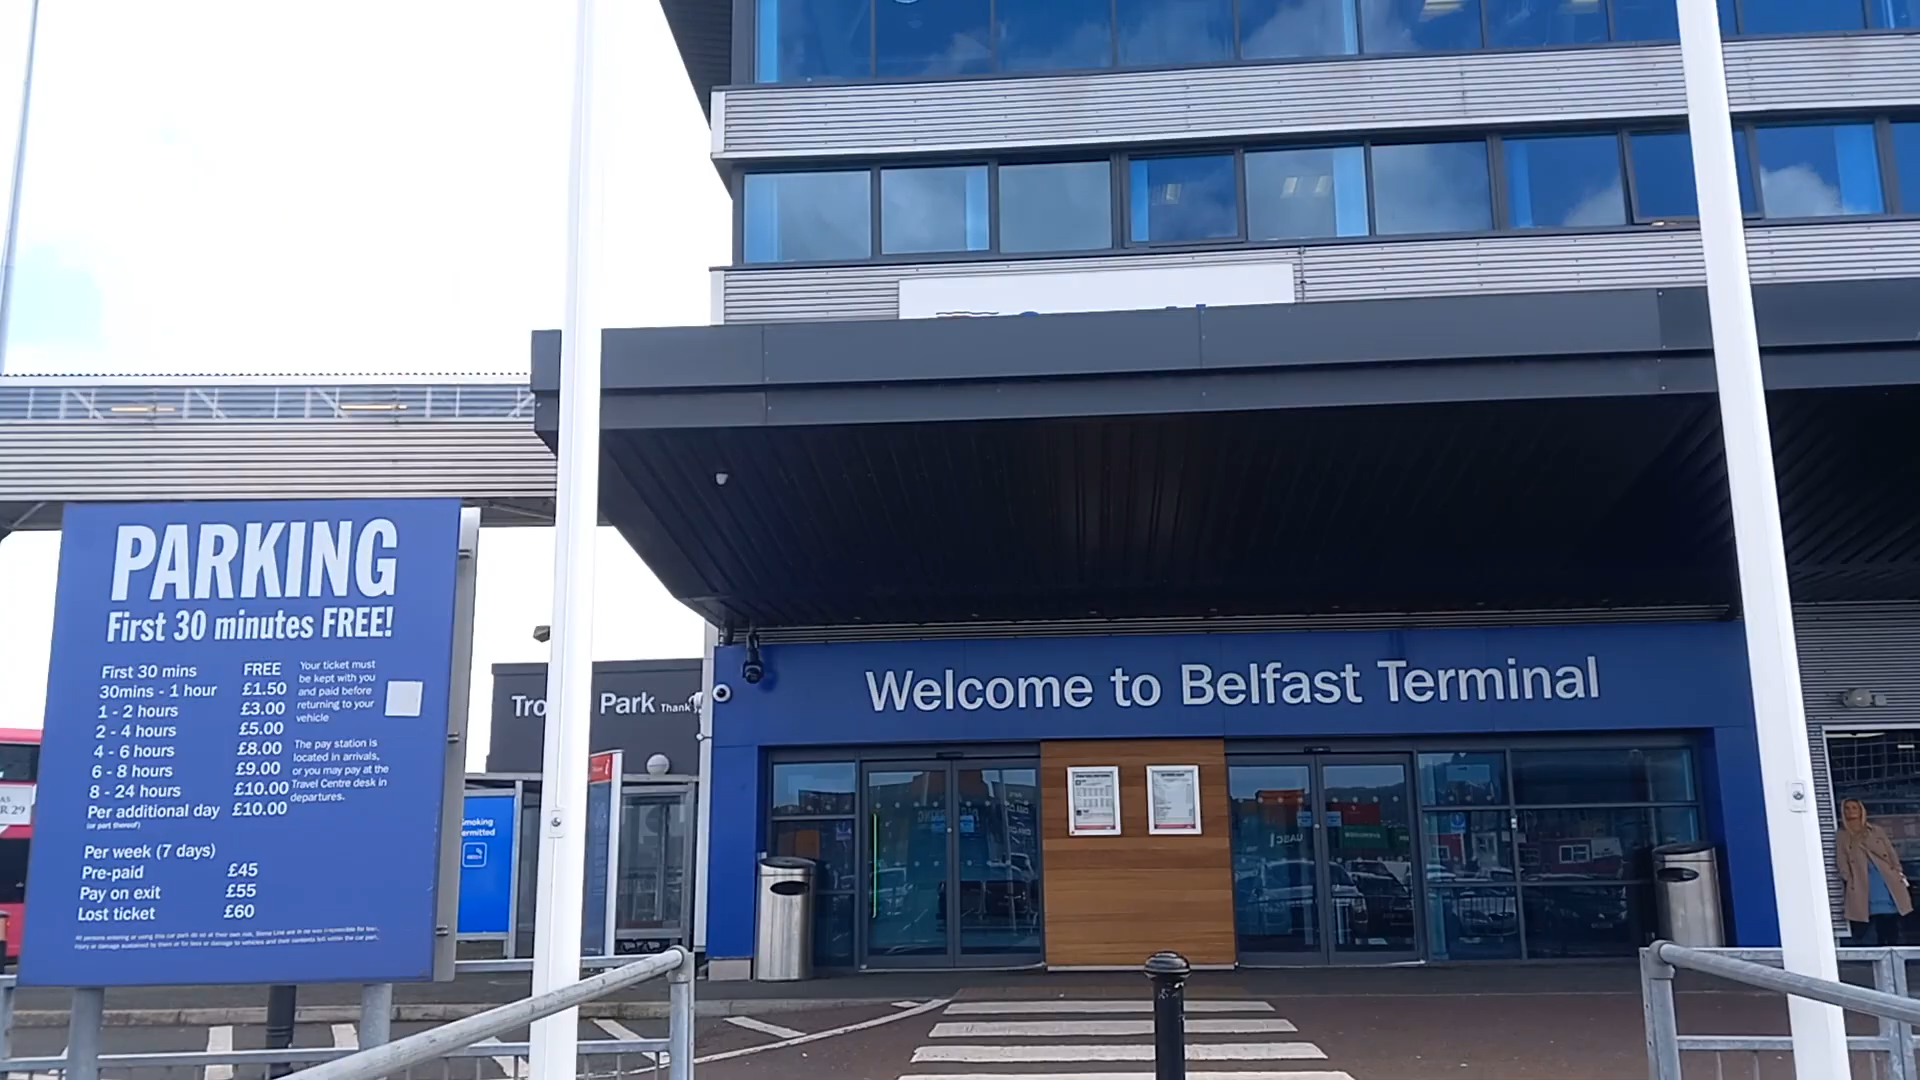 PARKING
First 30 minutes FREE!
First 30 mins FREE
30mins - 1 hour £1.50
1 - 2 hours £3.00
2 - 4 hours £5.00
4 - 6 hours £8.00
6 - 8 hours £9.00
8 - 24 hours £10.00
Per additional day £10.00
(or part thereof)
Your ticket must
be kept with you
and paid before
returning to your
vehicle
The pay station is
located in arrivals,
or you may pay at the
Travel Centre desk in
departures.
Per week (7 days)
Pre-paid £45
Pay on exit £55
Lost ticket £60
Park Thank
Welcome to Belfast Terminal